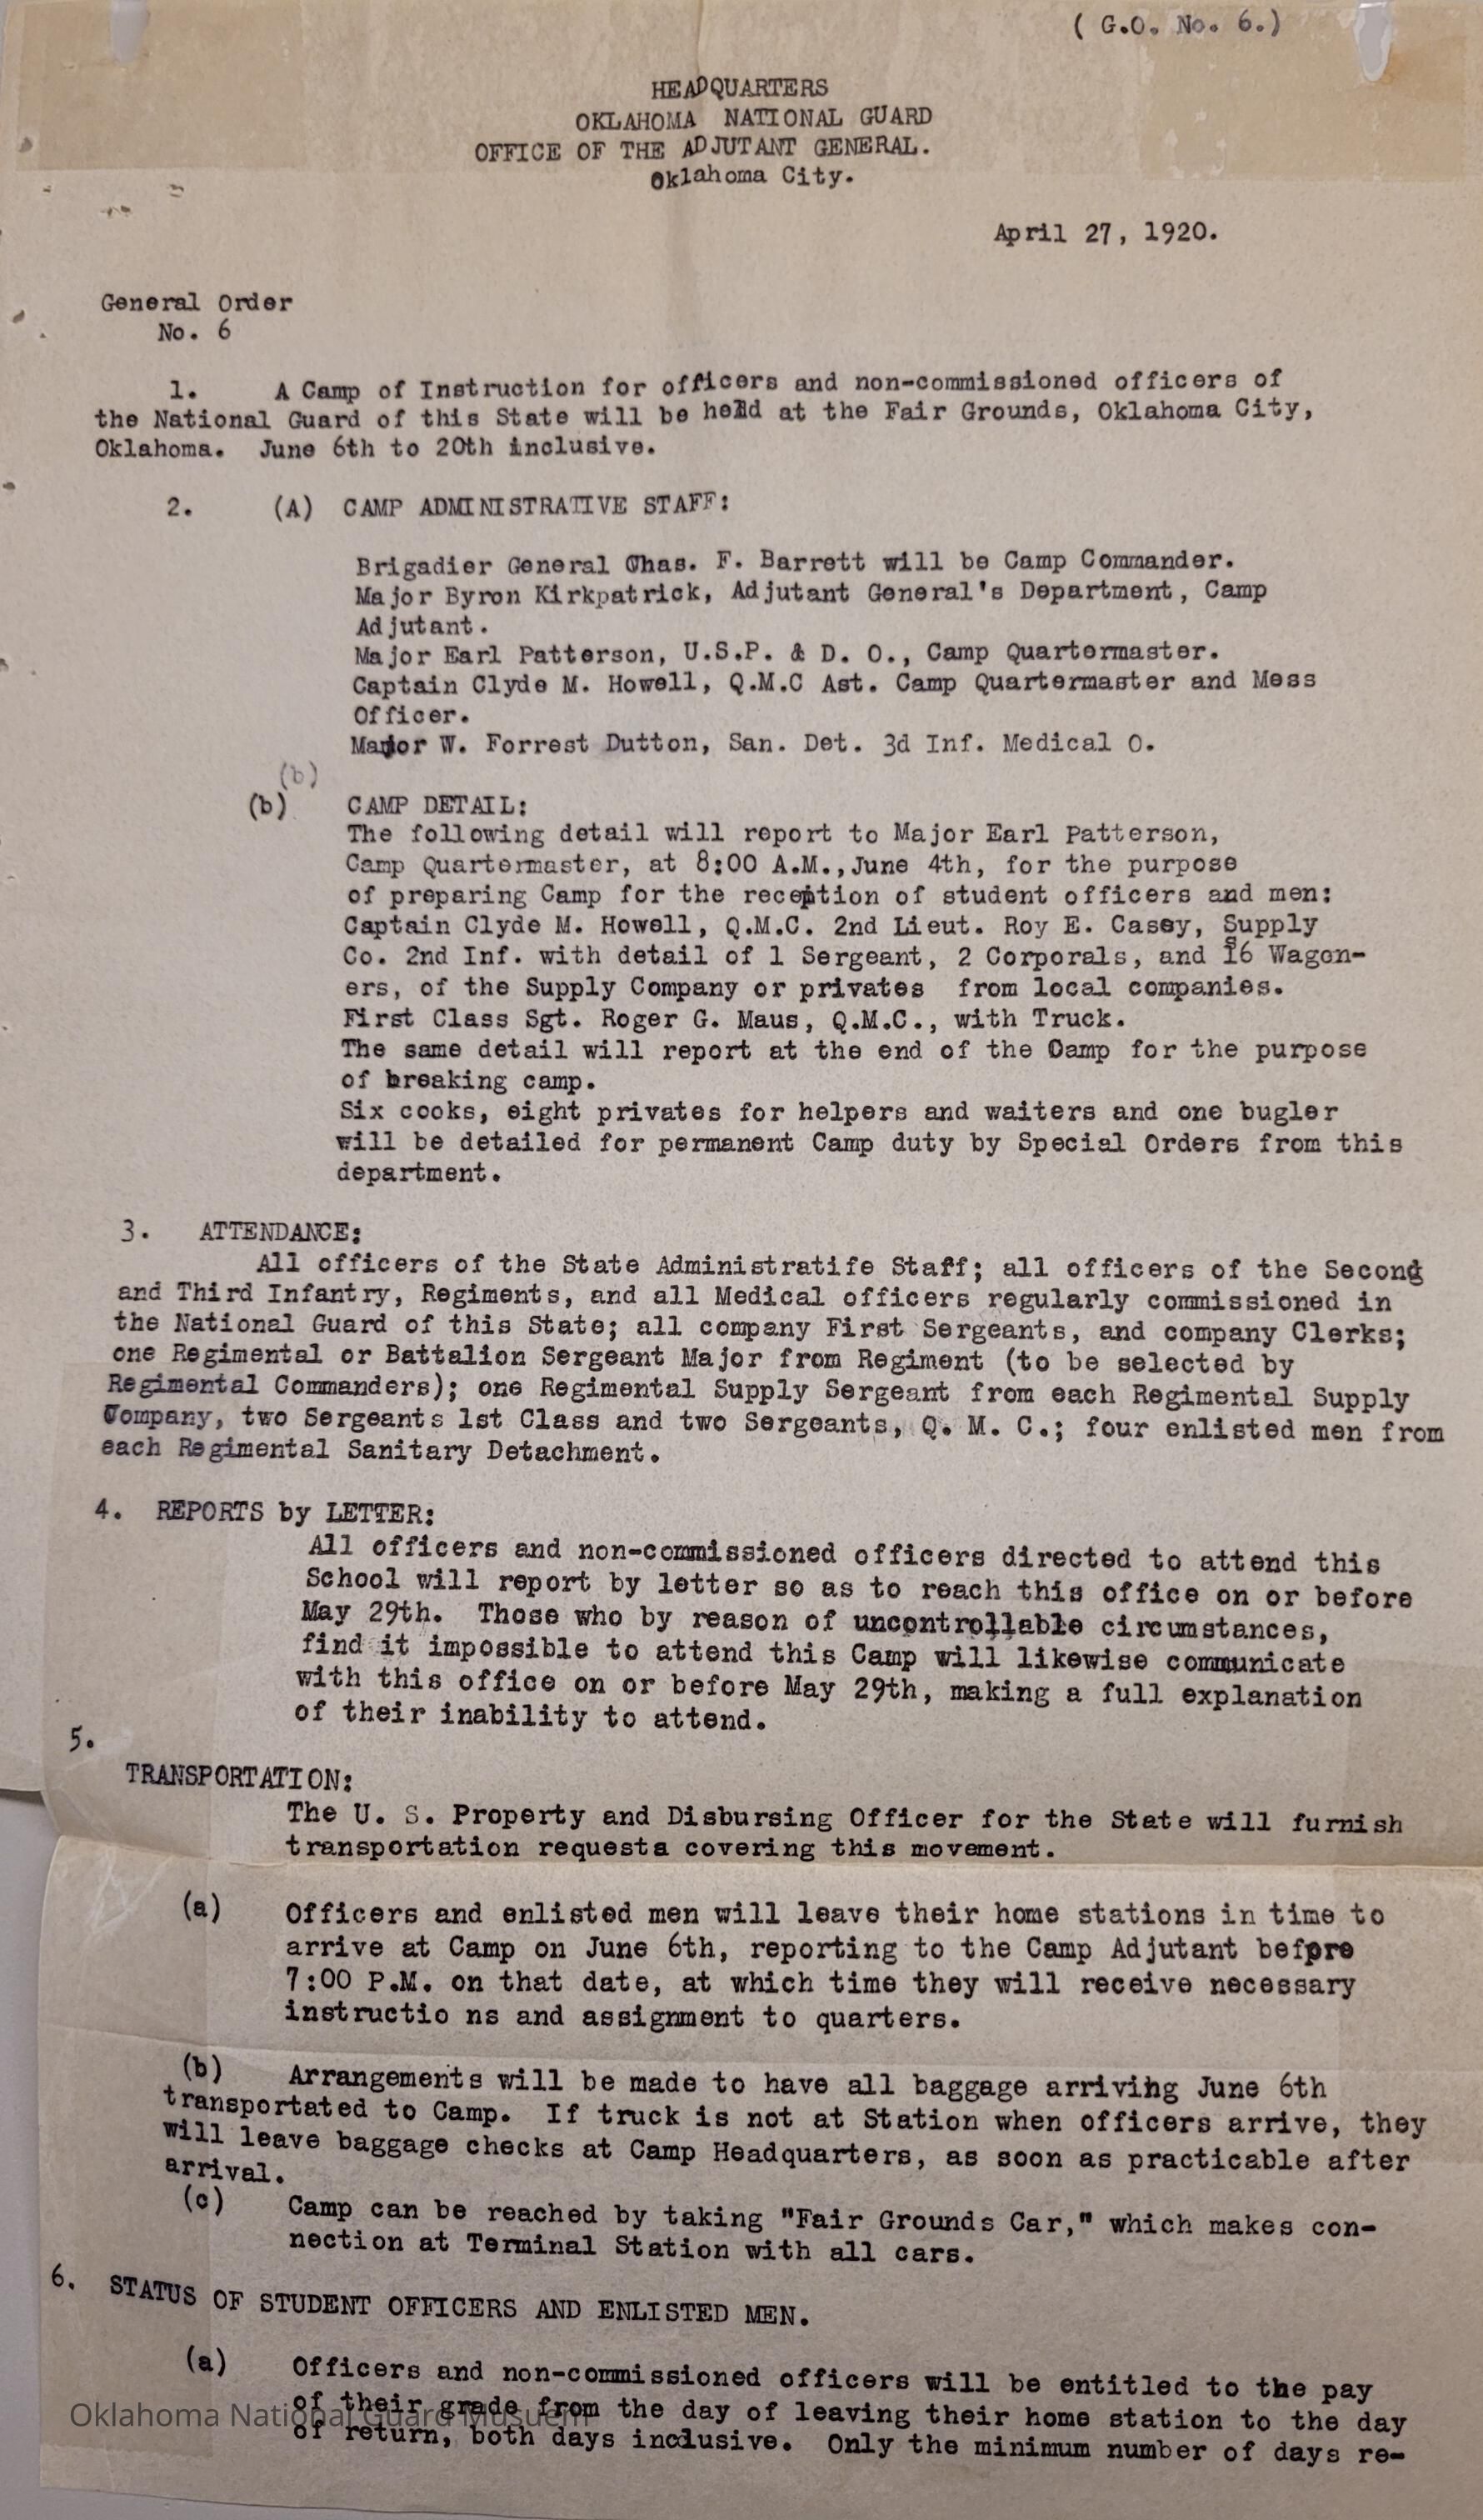 ( G.O. No. 6.)
HEADQUARTERS
OKLAHOMA NATIONAL GUARD
OFFICE OF THE ADJUTANT GENERAL.
Oklahoma City.
April 27, 1920.
General Order
No. 6
1. A Camp of Instruction for officers and non-commissioned officers of
the National Guard of this State will be held at the Fair Grounds, Oklahoma City,
Oklahoma. June 6th to 20th inclusive.
2. (A) CAMP ADMINISTRATIVE STAFF:
Brigadier General Chas. F. Barrett will be Camp Commander.
Major Byron Kirkpatrick, Adjutant General's Department, Camp
Adjutant.
Major Earl Patterson, U.S.P. & D. O., Camp Quartermaster.
Captain Clyde M. Howell, Q.M.C Ast. Camp Quartermaster and Mess
Officer.
Major W. Forrest Dutton, San. Det. 3d Inf. Medical O.
(b)
(b) CAMP DETAIL:
The following detail will report to Major Earl Patterson,
Camp Quartermaster, at 8:00 A.M.,June 4th, for the purpose
of preparing Camp for the reception of student officers and men:
Captain Clyde M. Howell, Q.M.C. 2nd Lieut. Roy E. Casey, Supply
Co. 2nd Inf. with detail of 1 Sergeant, 2 Corporals, and 16 Wagon-
ers, of the Supply Company or privates from local companies.
First Class Sgt. Roger G. Maus, Q.M.C., with Truck.
The same detail will report at the end of the Camp for the purpose
of breaking camp.
Six cooks, eight privates for helpers and waiters and one bugler
will be detailed for permanent Camp duty by Special Orders from this
department.
3. ATTENDANCE:
All officers of the State Administratife Staff; all officers of the Second
and Third Infantry, Regiments, and all Medical officers regularly commissioned in
the National Guard of this State; all company First Sergeants, and company Clerks;
one Regimental or Battalion Sergeant Major from Regiment (to be selected by
Regimental Commanders); one Regimental Supply Sergeant from each Regimental Supply
Company, two Sergeants 1st Class and two Sergeants, Q. M. C.; four enlisted men from
each Regimental Sanitary Detachment.
4. REPORTS by LETTER:
All officers and non-commissioned officers directed to attend this
School will report by letter so as to reach this office on or before
May 29th. Those who by reason of uncontrollable circumstances,
find it impossible to attend this Camp will likewise communicate
with this office on or before May 29th, making a full explanation
of their inability to attend.
5.
TRANSPORTATION:
The U. S. Property and Disbursing Officer for the State will furnish
transportation requesta covering this movement.
(a) Officers and enlisted men will leave their home stations in time to
arrive at Camp on June 6th, reporting to the Camp Adjutant before
7:00 P.M. on that date, at which time they will receive necessary
instructio ns and assignment to quarters.
(b) Arrangements will be made to have all baggage arriving June 6th
transportated to Camp. If truck is not at Station when officers arrive, they
will leave baggage checks at Camp Headquarters, as soon as practicable after
arrival.
(c) Camp can be reached by taking "Fair Grounds Car," which makes con-
nection at Terminal Station with all cars.
6. STATUS OF STUDENT OFFICERS AND ENLISTED MEN.
(a) Officers and non-commissioned officers will be entitled to the pay
of their grade from the day of leaving their home station to the day
of return, both days inclusive. Only the minimum number of days re-
Oklahoma National Guard Musuem